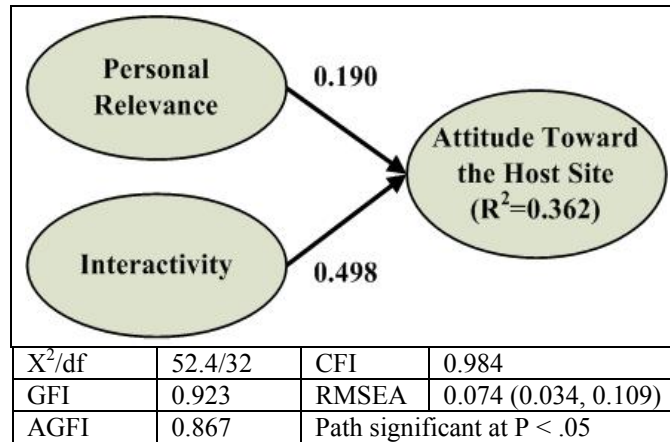 Personal
Relevance
0.190
Attitude Toward
the Host Site
(R²=0.362)
Interactivity
0.498
X²/df 52.4/32 CFI 0.984
GFI 0.923 RMSEA 0.074 (0.034, 0.109)
AGFI 0.867 Path significant at P < .05